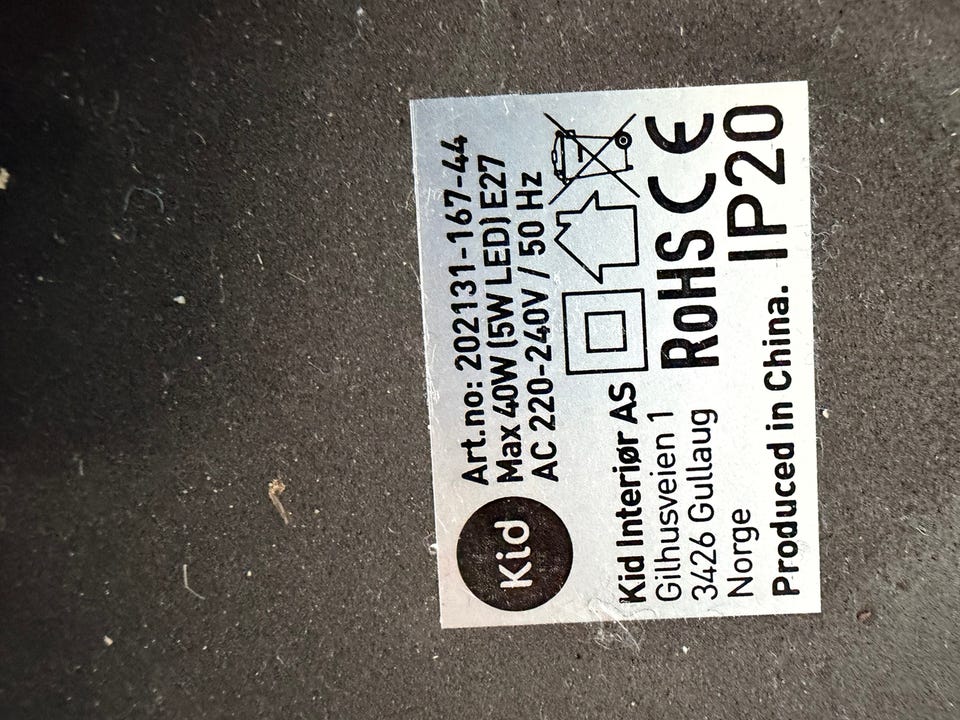 Kid
Art.no: 202131-167-44
Max 40W (5W LED) E27
AC 220-240V / 50 Hz
Kid Interiør AS
Gilhusveien 1
3426 Gullaug
Norge
RoHS CE
Produced in China. IP20